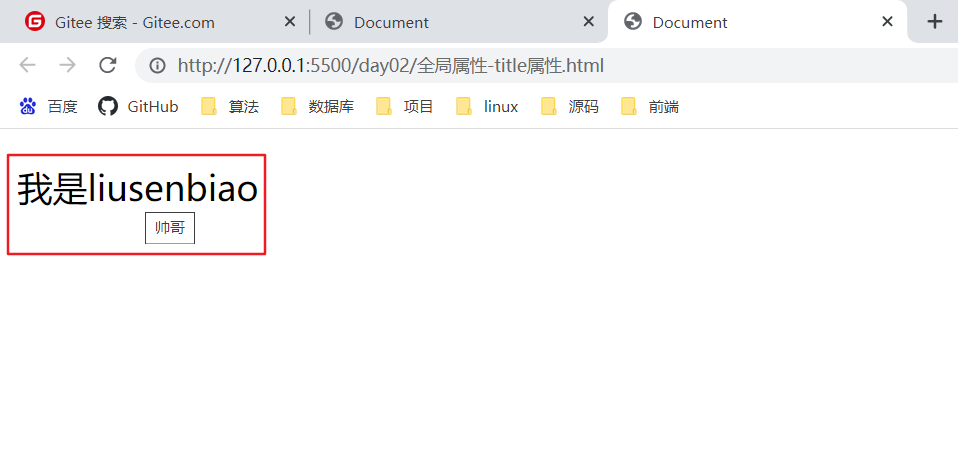 Gitee 搜索 - Gitee.com Document Document
http://127.0.0.1:5500/day02/全局属性-title属性.html
百度 GitHub 算法 数据库 项目 linux 源码 前端
我是liusenbiao
帅哥